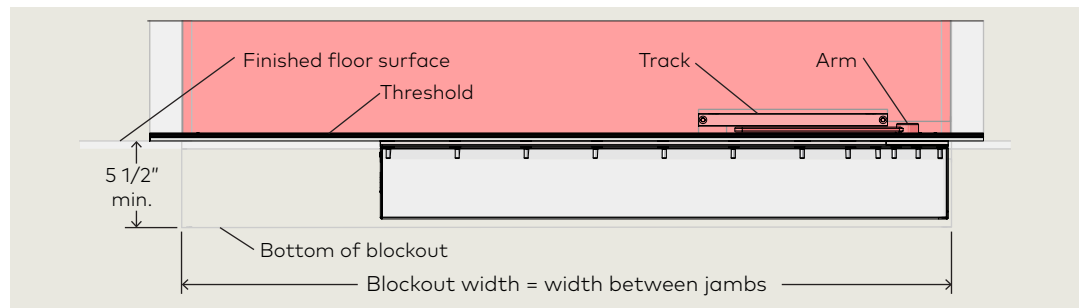 Finished floor surface
Track
Arm
Threshold
5 1/2"
min.
Bottom of blockout
Blockout width = width between jambs